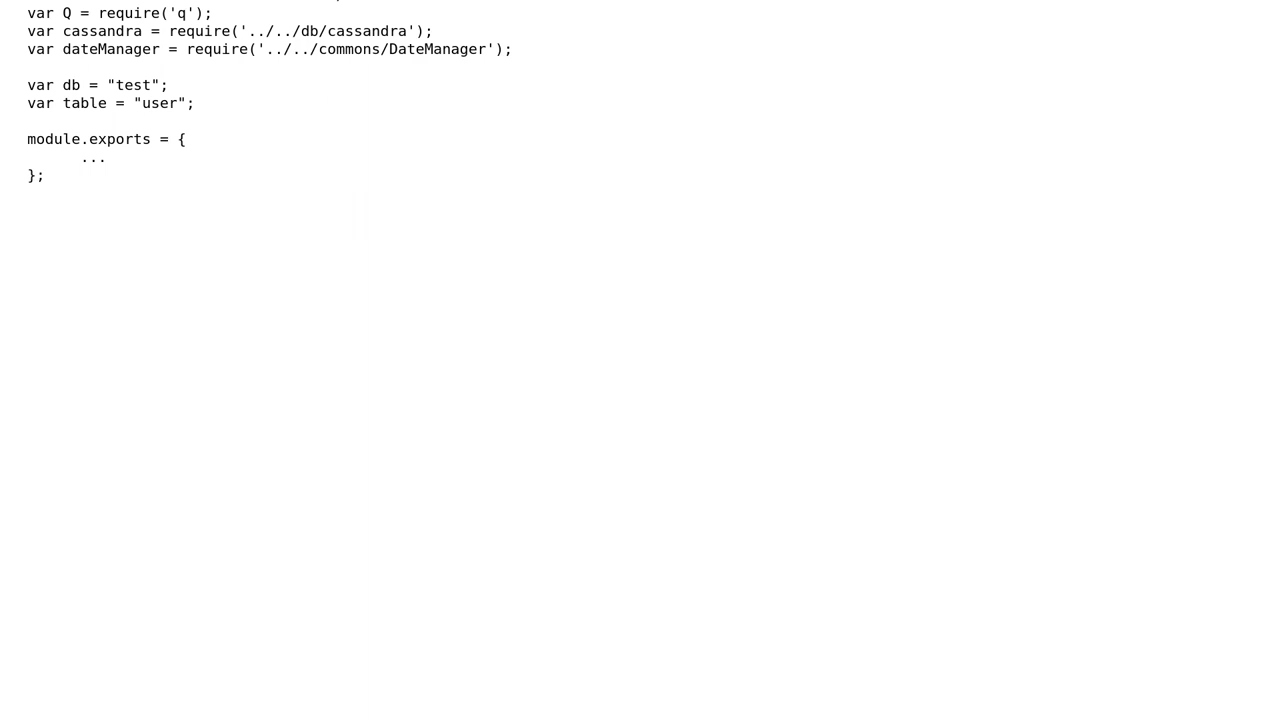 var Q = require('q');
var cassandra = require('../../db/cassandra');
var dateManager = require('../../commons/DateManager');

var db = "test";
var table = "user";

module.exports = {
      ...
};